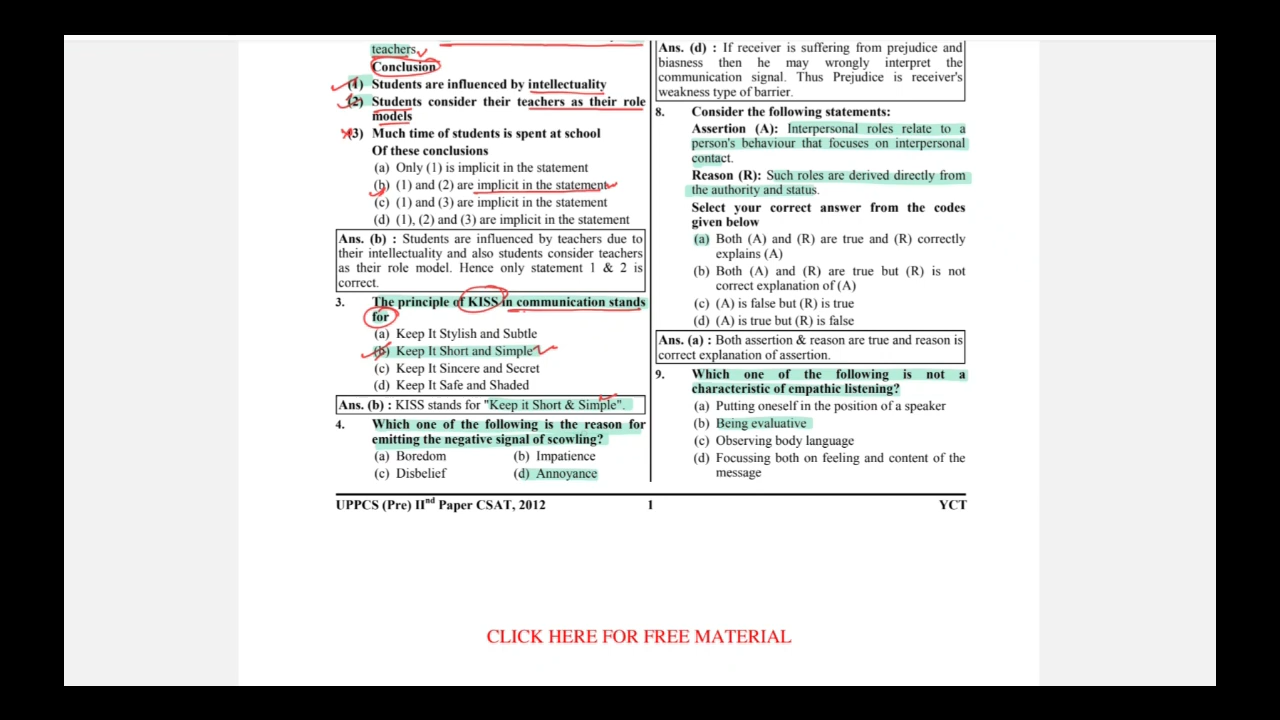 teachers.
Conclusion
(1) Students are influenced by intellectuality
(2) Students consider their teachers as their role
models
(3) Much time of students is spent at school
Of these conclusions
(a) Only (1) is implicit in the statement
(b) (1) and (2) are implicit in the statement
(c) (1) and (3) are implicit in the statement
(d) (1), (2) and (3) are implicit in the statement
Ans. (b) : Students are influenced by teachers due to
their intellectuality and also students consider teachers
as their role model. Hence only statement 1 & 2 is
correct.
3. The principle of KISS in communication stands
for
(a) Keep It Stylish and Subtle
(b) Keep It Short and Simple
(c) Keep It Sincere and Secret
(d) Keep It Safe and Shaded
Ans. (b) : KISS stands for "Keep it Short & Simple".
4. Which one of the following is the reason for
emitting the negative signal of scowling?
(a) Boredom (b) Impatience
(c) Disbelief (d) Annoyance
Ans. (d) : If receiver is suffering from prejudice and
biasness then he may wrongly interpret the
communication signal. Thus Prejudice is receiver's
weakness type of barrier.
8. Consider the following statements:
Assertion (A): Interpersonal roles relate to a
person's behaviour that focuses on interpersonal
contact.
Reason (R): Such roles are derived directly from
the authority and status.
Select your correct answer from the codes
given below
(a) Both (A) and (R) are true and (R) correctly
explains (A)
(b) Both (A) and (R) are true but (R) is not
correct explanation of (A)
(c) (A) is false but (R) is true
(d) (A) is true but (R) is false
Ans. (a) : Both assertion & reason are true and reason is
correct explanation of assertion.
9. Which one of the following is not a
characteristic of empathic listening?
(a) Putting oneself in the position of a speaker
(b) Being evaluative
(c) Observing body language
(d) Focussing both on feeling and content of the
message
UPPCS (Pre) IInd Paper CSAT, 2012 1 YCT
CLICK HERE FOR FREE MATERIAL